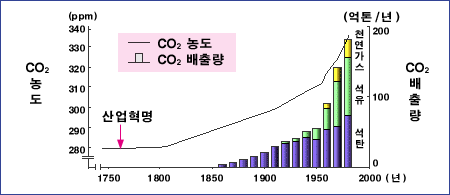 (ppm)
(억톤/년)
340
330
320
310
300
290
280
CO₂
농
도
CO₂ 농도
CO₂ 배출량
산업혁명
천
연
가
스
석
유
석
탄
200
100
0
CO₂
배
출
량
1750
1800
1850
1900
1950
2000 (년)